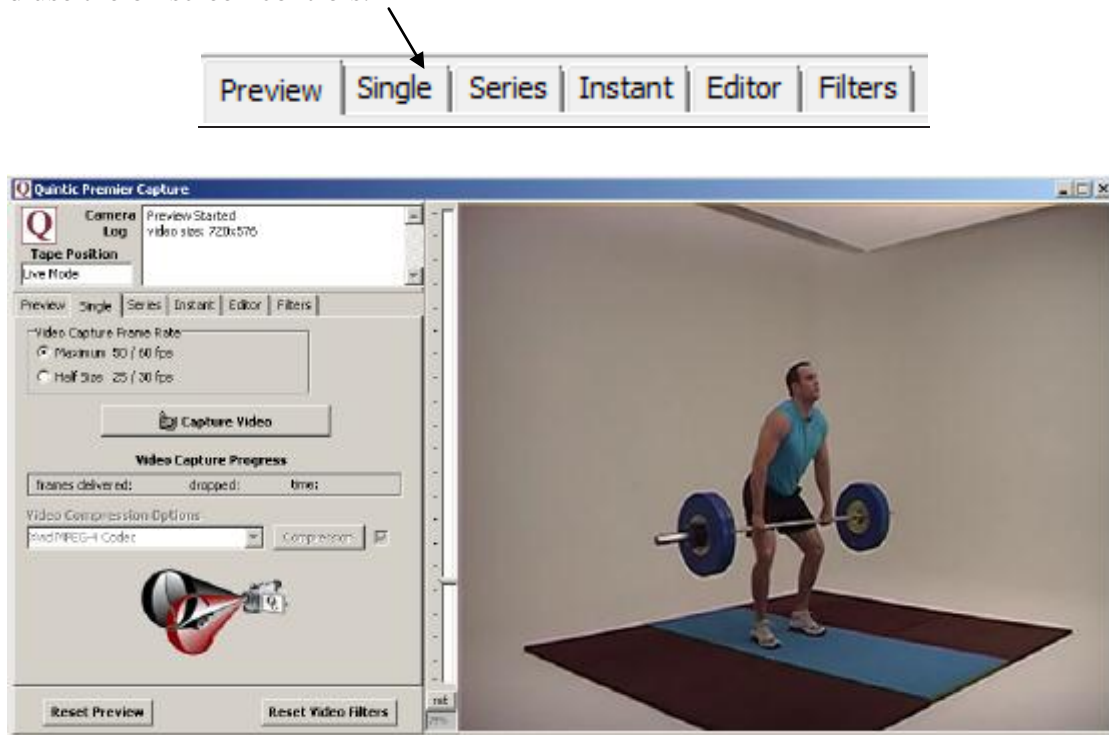 Preview Single Series Instant Editor Filters
Quintic Premier Capture
Q
Camera Log
Preview Started
video size: 720x576
Tape Position
Live Mode
Preview Single Series Instant Editor Filters
Video Capture Frame Rate
Maximum 50 / 60 fps
Half Size 25 / 30 fps
Capture Video
Video Capture Progress
frames delivered: dropped: time:
Video Compression Options
MPEG-4 Codec Compression
Q
Reset Preview Reset Video Filters